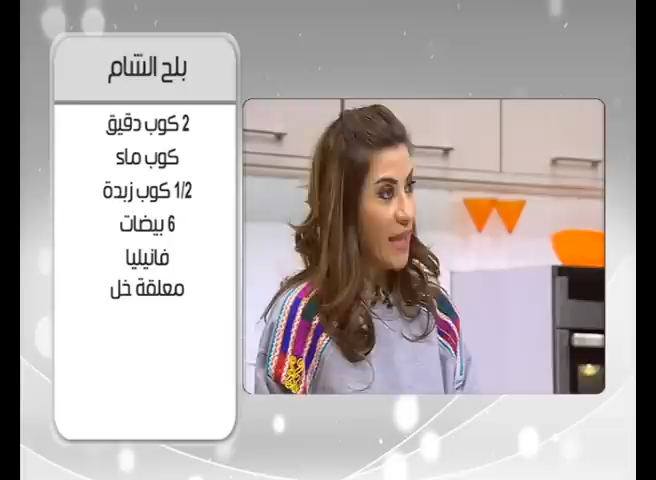 بلح الشام
2 كوب دقيق
كوب ماء
1/2 كوب زبدة
6 بيضات
فانيليا
معلقة خل